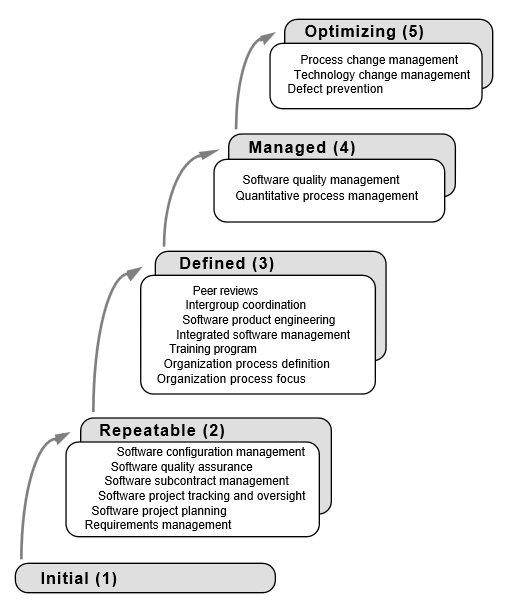 Optimizing (5)
Process change management
Technology change management
Defect prevention
Managed (4)
Software quality management
Quantitative process management
Defined (3)
Peer reviews
Intergroup coordination
Software product engineering
Integrated software management
Training program
Organization process definition
Organization process focus
Repeatable (2)
Software configuration management
Software quality assurance
Software subcontract management
Software project tracking and oversight
Software project planning
Requirements management
Initial (1)